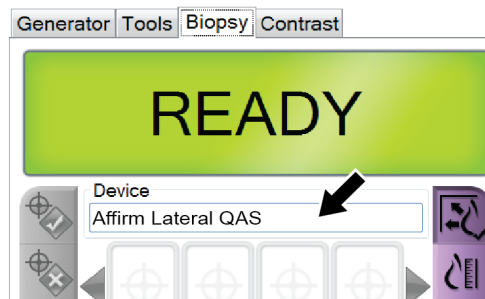 Generator Tools Biopsy Contrast
READY
Device
Affirm Lateral QAS